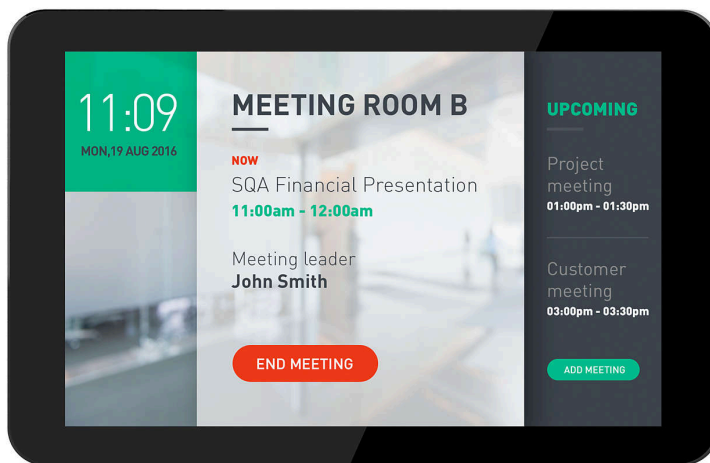 11:09
MON,19 AUG 2016
MEETING ROOM B
NOW
SQA Financial Presentation
11:00am - 12:00am
Meeting leader
John Smith
END MEETING
UPCOMING
Project
meeting
01:00pm - 01:30pm
Customer
meeting
03:00pm - 03:30pm
ADD MEETING